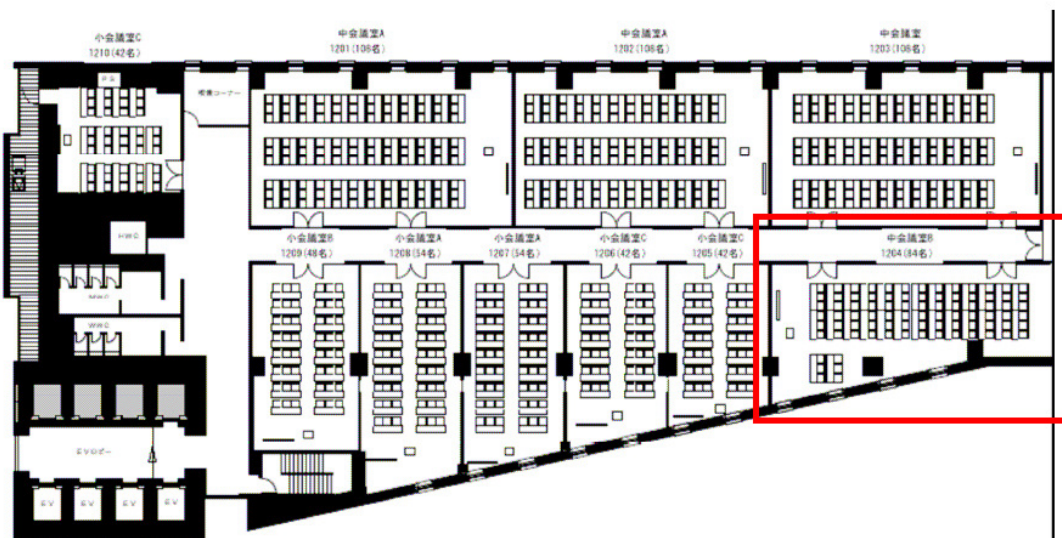 小会議室C
1210(42名)
中会議室A
1201(108名)
中会議室A
1202(108名)
中会議室
1203(108名)
喫煙コーナー
小会議室B
1209(48名)
小会議室A
1208(54名)
小会議室A
1207(54名)
小会議室C
1206(42名)
小会議室C
1205(42名)
中会議室B
1204(84名)
HWC
MWC
WWC
EVロビー
EV
EV
EV
EV